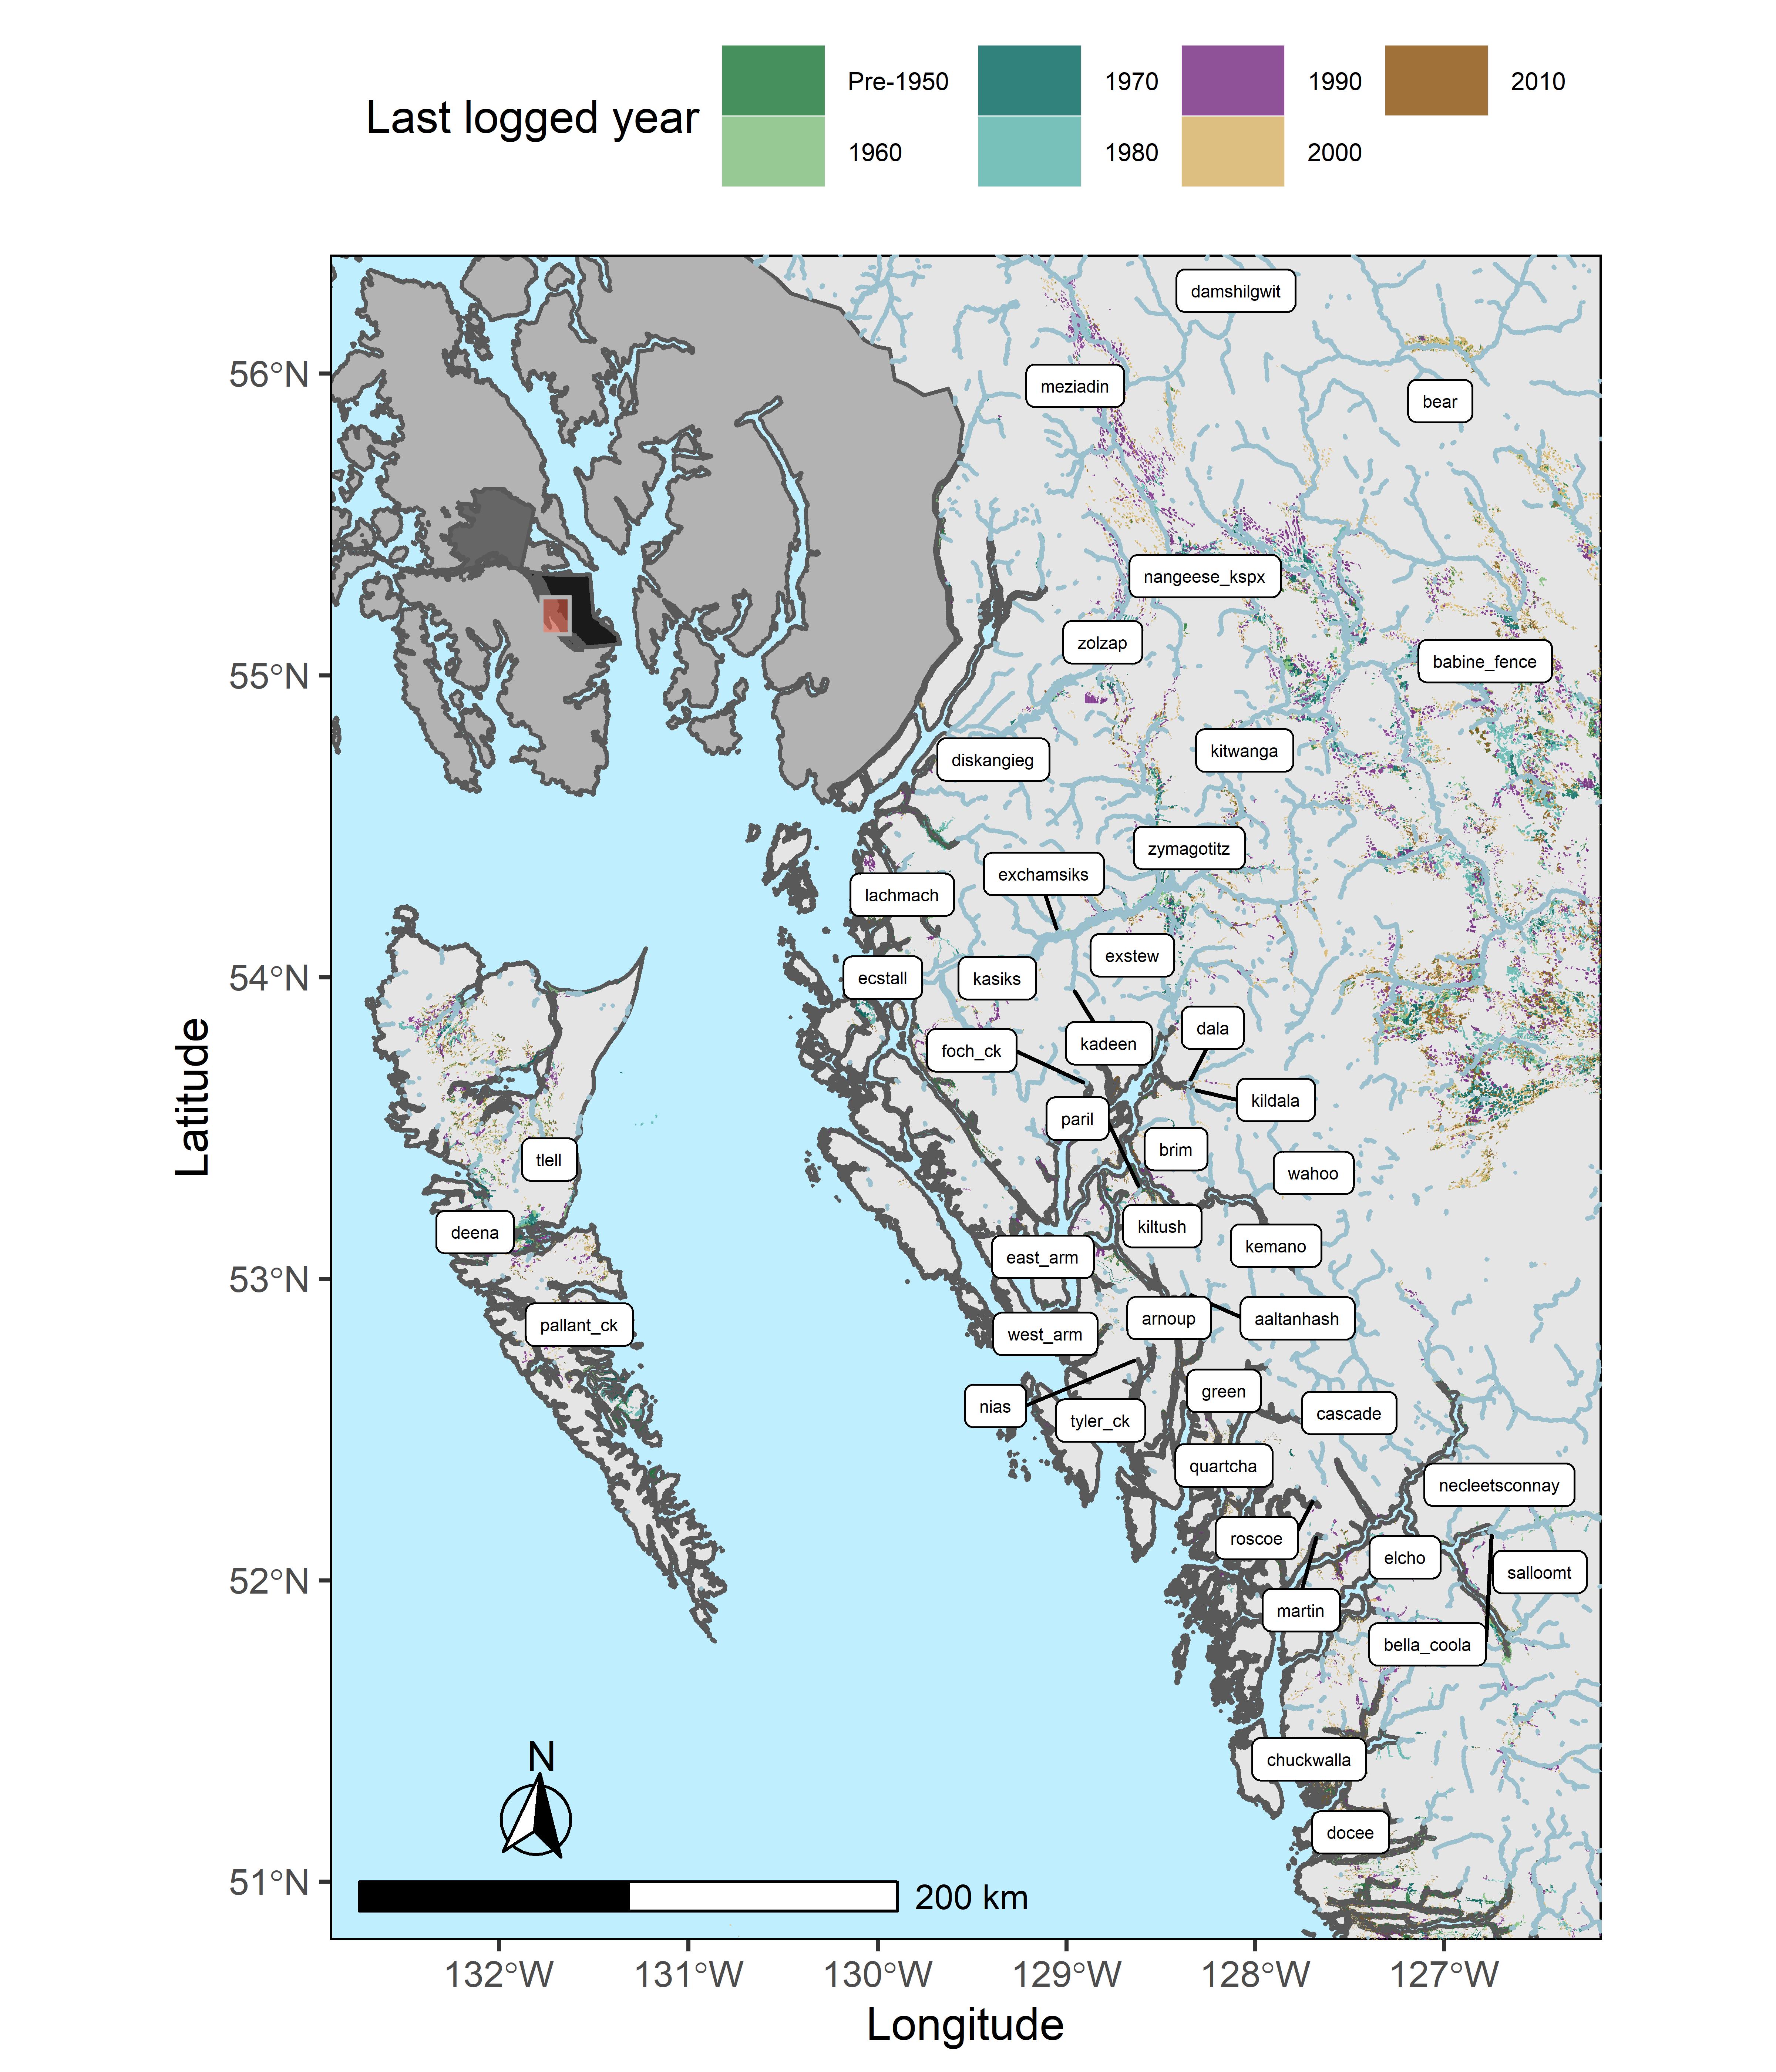 Last logged year
Pre-1950
1970
1990
2010
1960
1980
2000
damshilgwit
56°N
meziadin
bear
nangeese_kspx
zolzap
55°N
babine_fence
diskangieg
kitwanga
zymagotitz
exchamsiks
lachmach
exstew
54°N
ecstall
kasiks
dala
kadeen
foch_ck
kildala
paril
brim
tlell
wahoo
Latitude
deena
kiltush
kemano
east_arm
53°N
pallant_ck
west_arm
arnoup
aaltanhash
green
nias
tyler_ck
cascade
quartcha
necleetsconnay
roscoe
elcho
52°N
salloomt
martin
bella_coola
N
chuckwalla
docee
51°N
200 km
132°W
131°W
130°W
129°W
128°W
127°W
Longitude